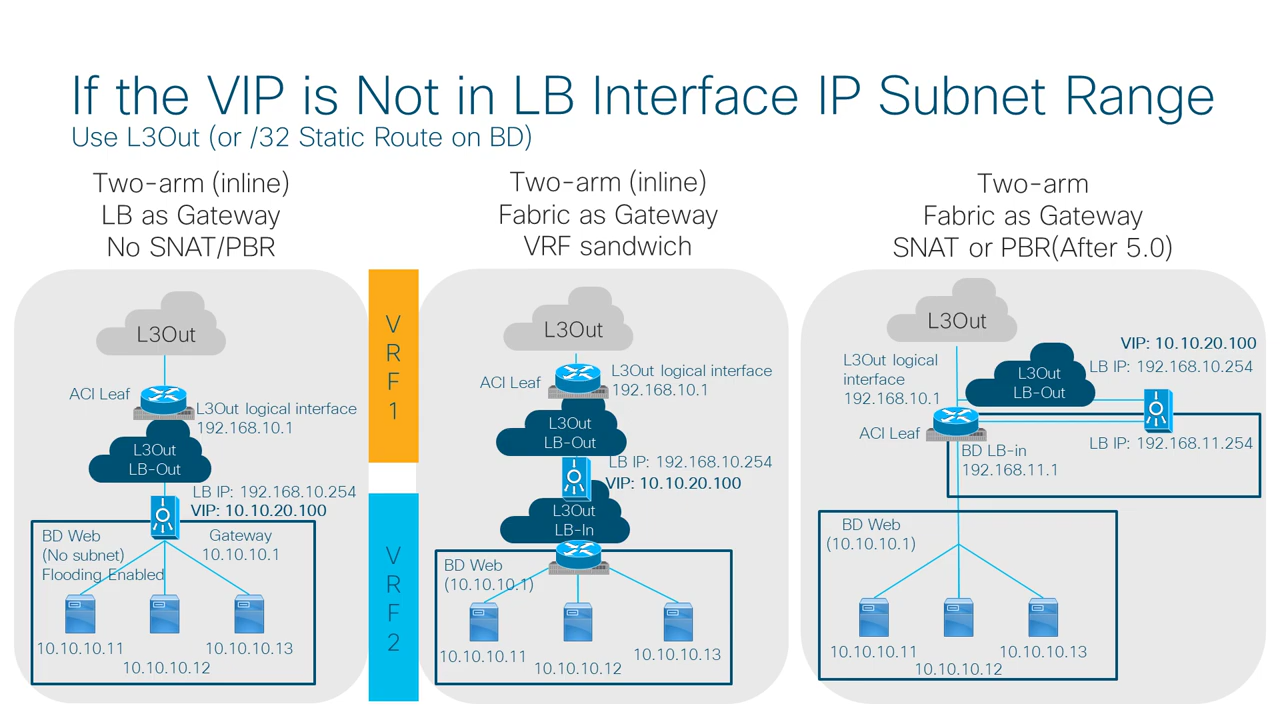 If the VIP is Not in LB Interface IP Subnet Range
Use L3Out (or /32 Static Route on BD)
Two-arm (inline)
LB as Gateway
No SNAT/PBR
L3Out
ACI Leaf
L3Out logical interface
192.168.10.1
L3Out
LB-Out
LB IP: 192.168.10.254
VIP: 10.10.20.100
BD Web
(No subnet)
Flooding Enabled
Gateway
10.10.10.1
10.10.10.11
10.10.10.12
10.10.10.13
VRF1
VRF2
Two-arm (inline)
Fabric as Gateway
VRF sandwich
L3Out
ACI Leaf
L3Out logical interface
192.168.10.1
L3Out
LB-Out
LB IP: 192.168.10.254
VIP: 10.10.20.100
L3Out
LB-In
BD Web
(10.10.10.1)
10.10.10.11
10.10.10.12
10.10.10.13
Two-arm
Fabric as Gateway
SNAT or PBR(After 5.0)
L3Out
L3Out logical
interface
192.168.10.1
L3Out
LB-Out
VIP: 10.10.20.100
LB IP: 192.168.10.254
ACI Leaf
LB IP: 192.168.11.254
BD LB-in
192.168.11.1
BD Web
(10.10.10.1)
10.10.10.11
10.10.10.12
10.10.10.13